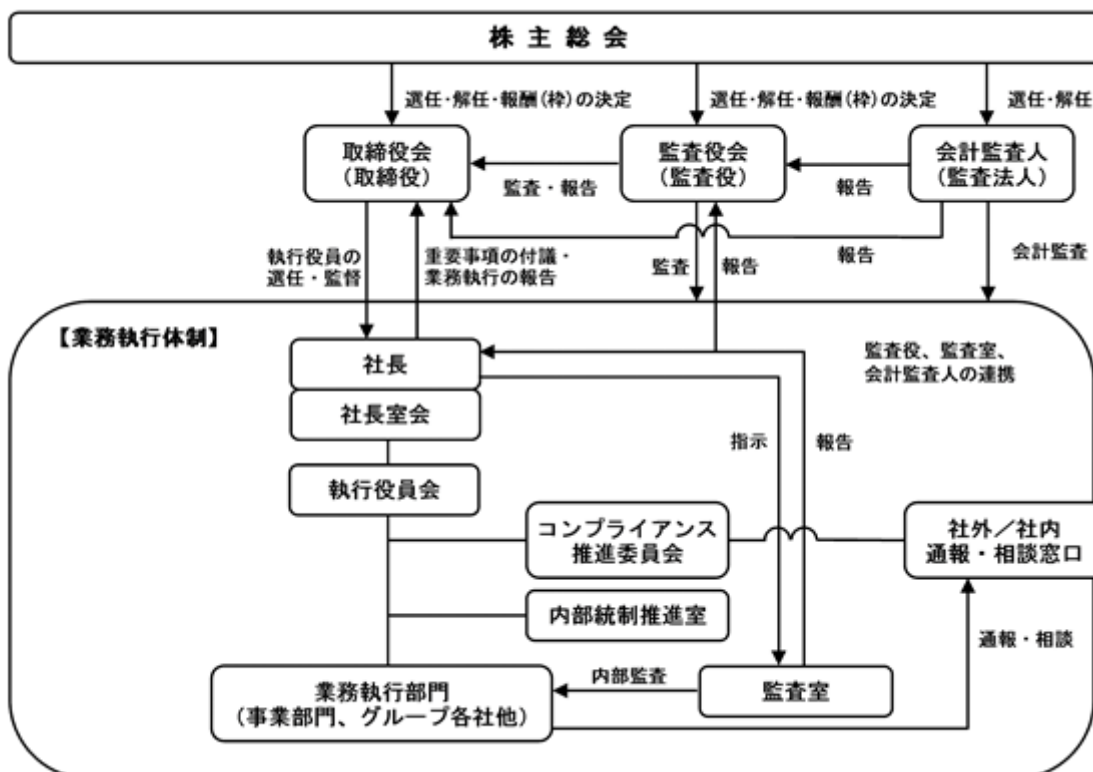 株主総会
選任・解任・報酬(枠)の決定
選任・解任・報酬(枠)の決定
選任・解任
取締役会
(取締役)
監査役会
(監査役)
会計監査人
(監査法人)
監査・報告
報告
執行役員の
選任・監督
重要事項の付議・
業務執行の報告
監査
報告
報告
会計監査
【業務執行体制】
社長
監査役、監査室、
会計監査人の連携
社長室会
指示
報告
執行役員会
コンプライアンス
推進委員会
社外/社内
通報・相談窓口
内部統制推進室
通報・相談
業務執行部門
(事業部門、グループ各社他)
内部監査
監査室